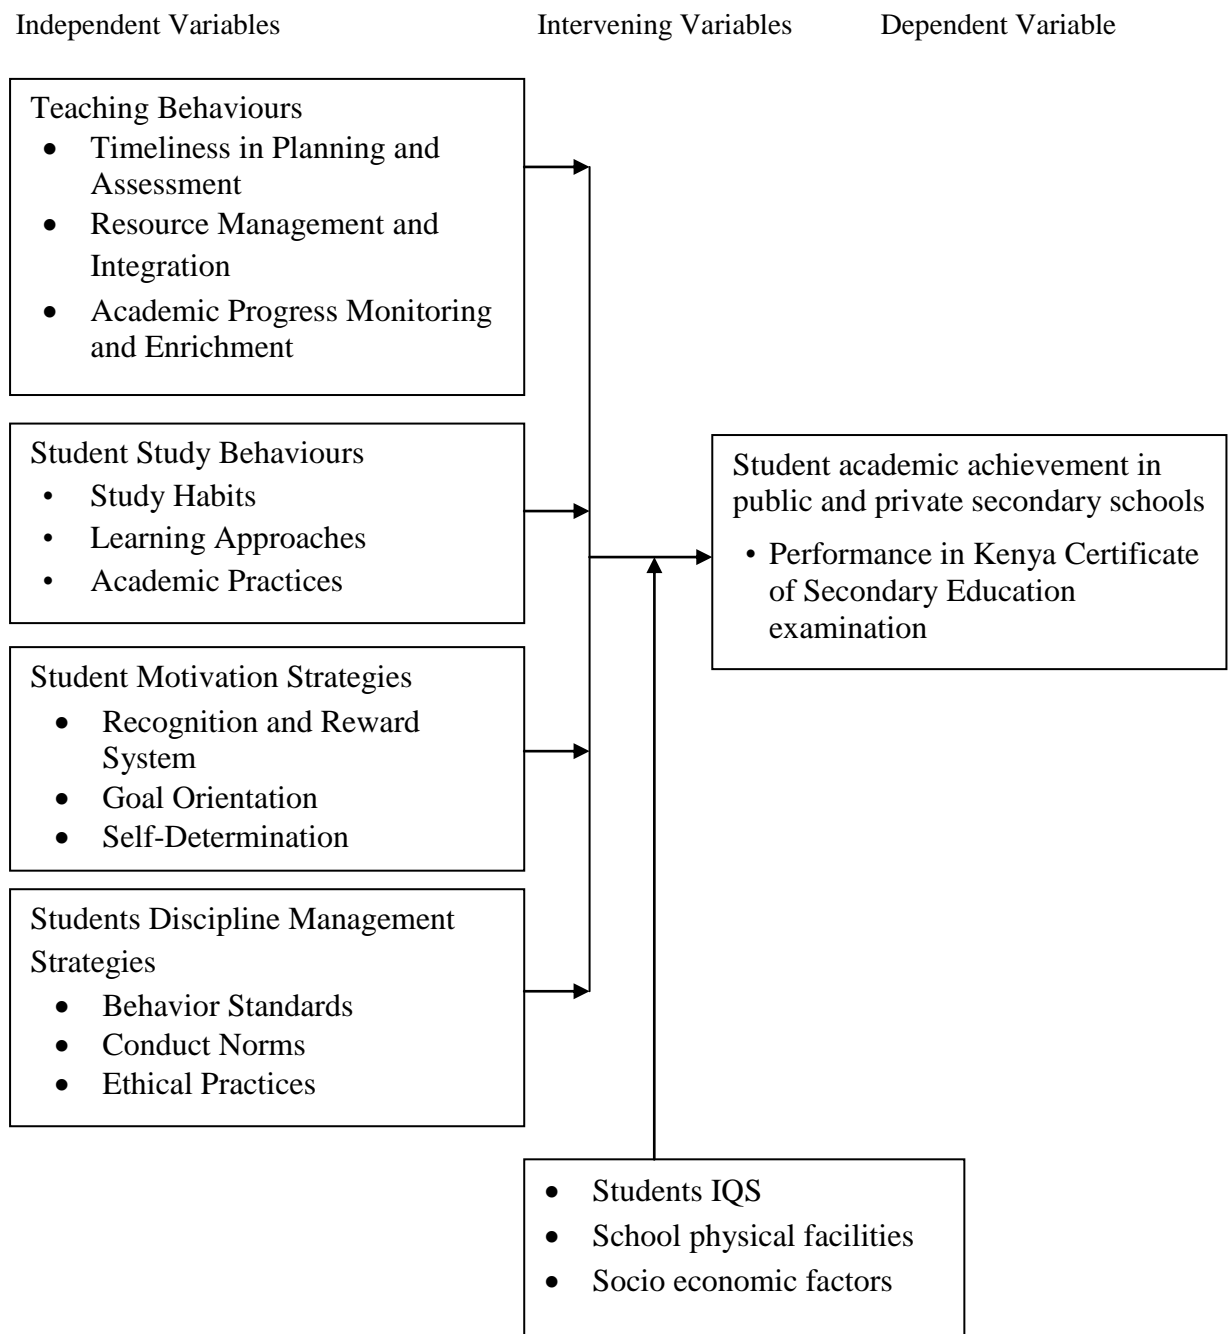 Independent Variables
Intervening Variables
Dependent Variable
Teaching Behaviours
• Timeliness in Planning and
Assessment
• Resource Management and
Integration
• Academic Progress Monitoring
and Enrichment
Student Study Behaviours
• Study Habits
• Learning Approaches
• Academic Practices
Student Motivation Strategies
• Recognition and Reward
System
• Goal Orientation
• Self-Determination
Students Discipline Management
Strategies
• Behavior Standards
• Conduct Norms
• Ethical Practices
• Students IQS
• School physical facilities
• Socio economic factors
Student academic achievement in
public and private secondary schools
• Performance in Kenya Certificate
of Secondary Education
examination